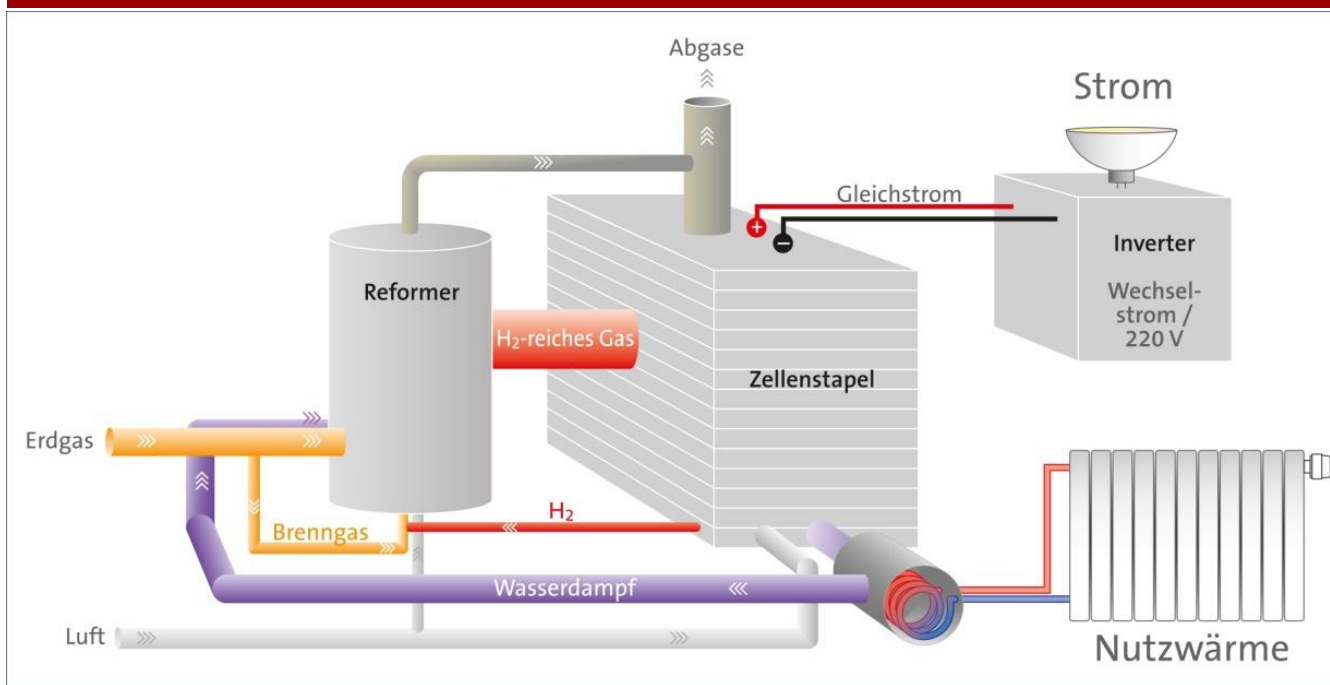 Abgase
Strom
Gleichstrom
+
−
Inverter
Wechsel-
strom /
220 V
Reformer
H₂-reiches Gas
Zellenstapel
Erdgas
H₂
Brenngas
Wasserdampf
Luft
Nutzwärme